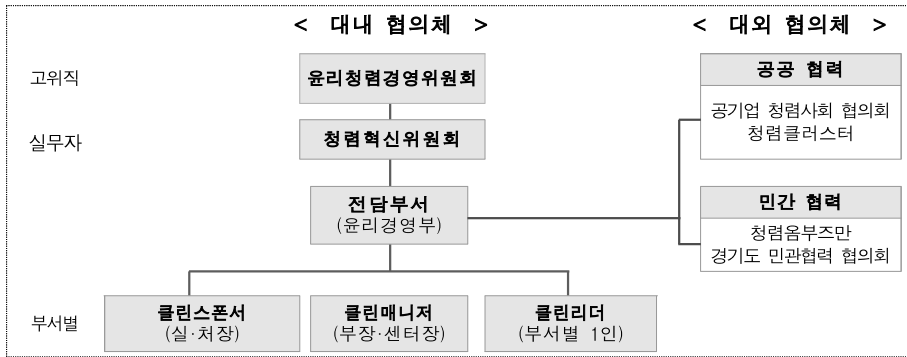 < 대내 협의체 >
< 대외 협의체 >
고위직
윤리청렴경영위원회
공공 협력
공기업 청렴사회 협의회
청렴클러스터
실무자
청렴혁신위원회
전담부서
(윤리경영부)
민간 협력
청렴옴부즈만
경기도 민관협력 협의회
부서별
클린스폰서
(실·처장)
클린매니저
(부장·센터장)
클린리더
(부서별 1인)